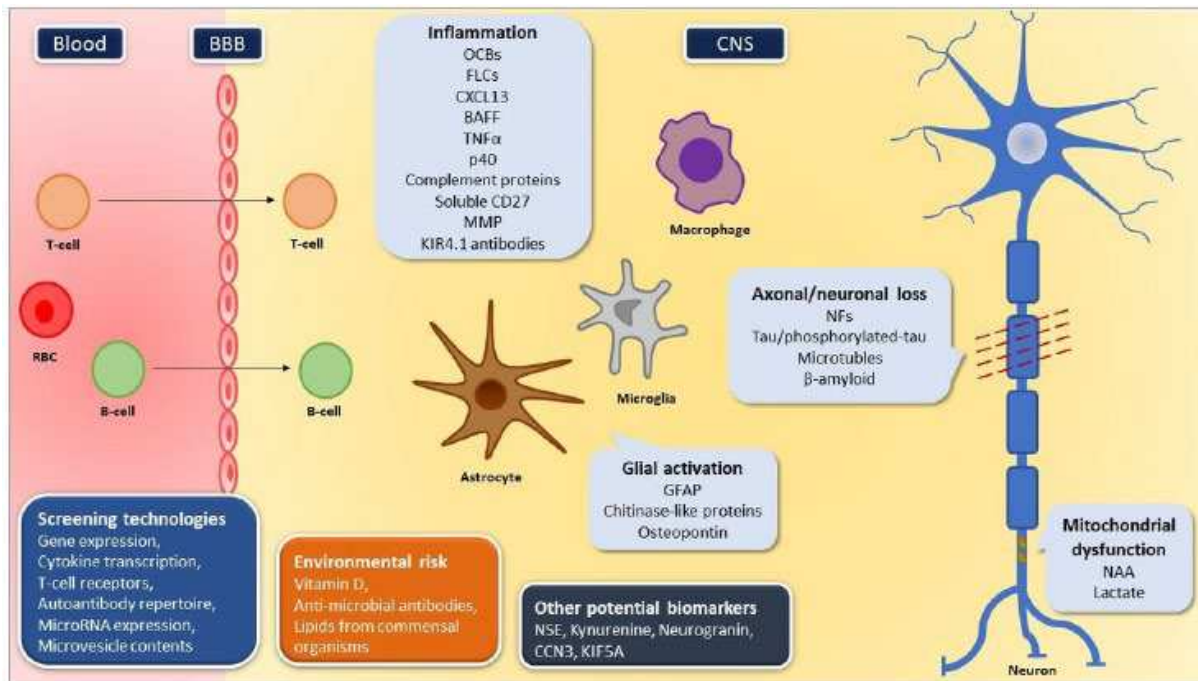 Blood
BBB
CNS
Inflammation
OCBs
FLCs
CXCL13
BAFF
TNFα
p40
Complement proteins
Soluble CD27
MMP
KIR4.1 antibodies
T-cell
T-cell
RBC
B-cell
B-cell
Macrophage
Microglia
Astrocyte
Axonal/neuronal loss
NFs
Tau/phosphorylated-tau
Microtubles
β-amyloid
Glial activation
GFAP
Chitinase-like proteins
Osteopontin
Mitochondrial
dysfunction
NAA
Lactate
Neuron
Screening technologies
Gene expression,
Cytokine transcription,
T-cell receptors,
Autoantibody repertoire,
MicroRNA expression,
Microvesicle contents
Environmental risk
Vitamin D,
Anti-microbial antibodies,
Lipids from commensal
organisms
Other potential biomarkers
NSE, Kynurenine, Neurogranin,
CCN3, KIF5A